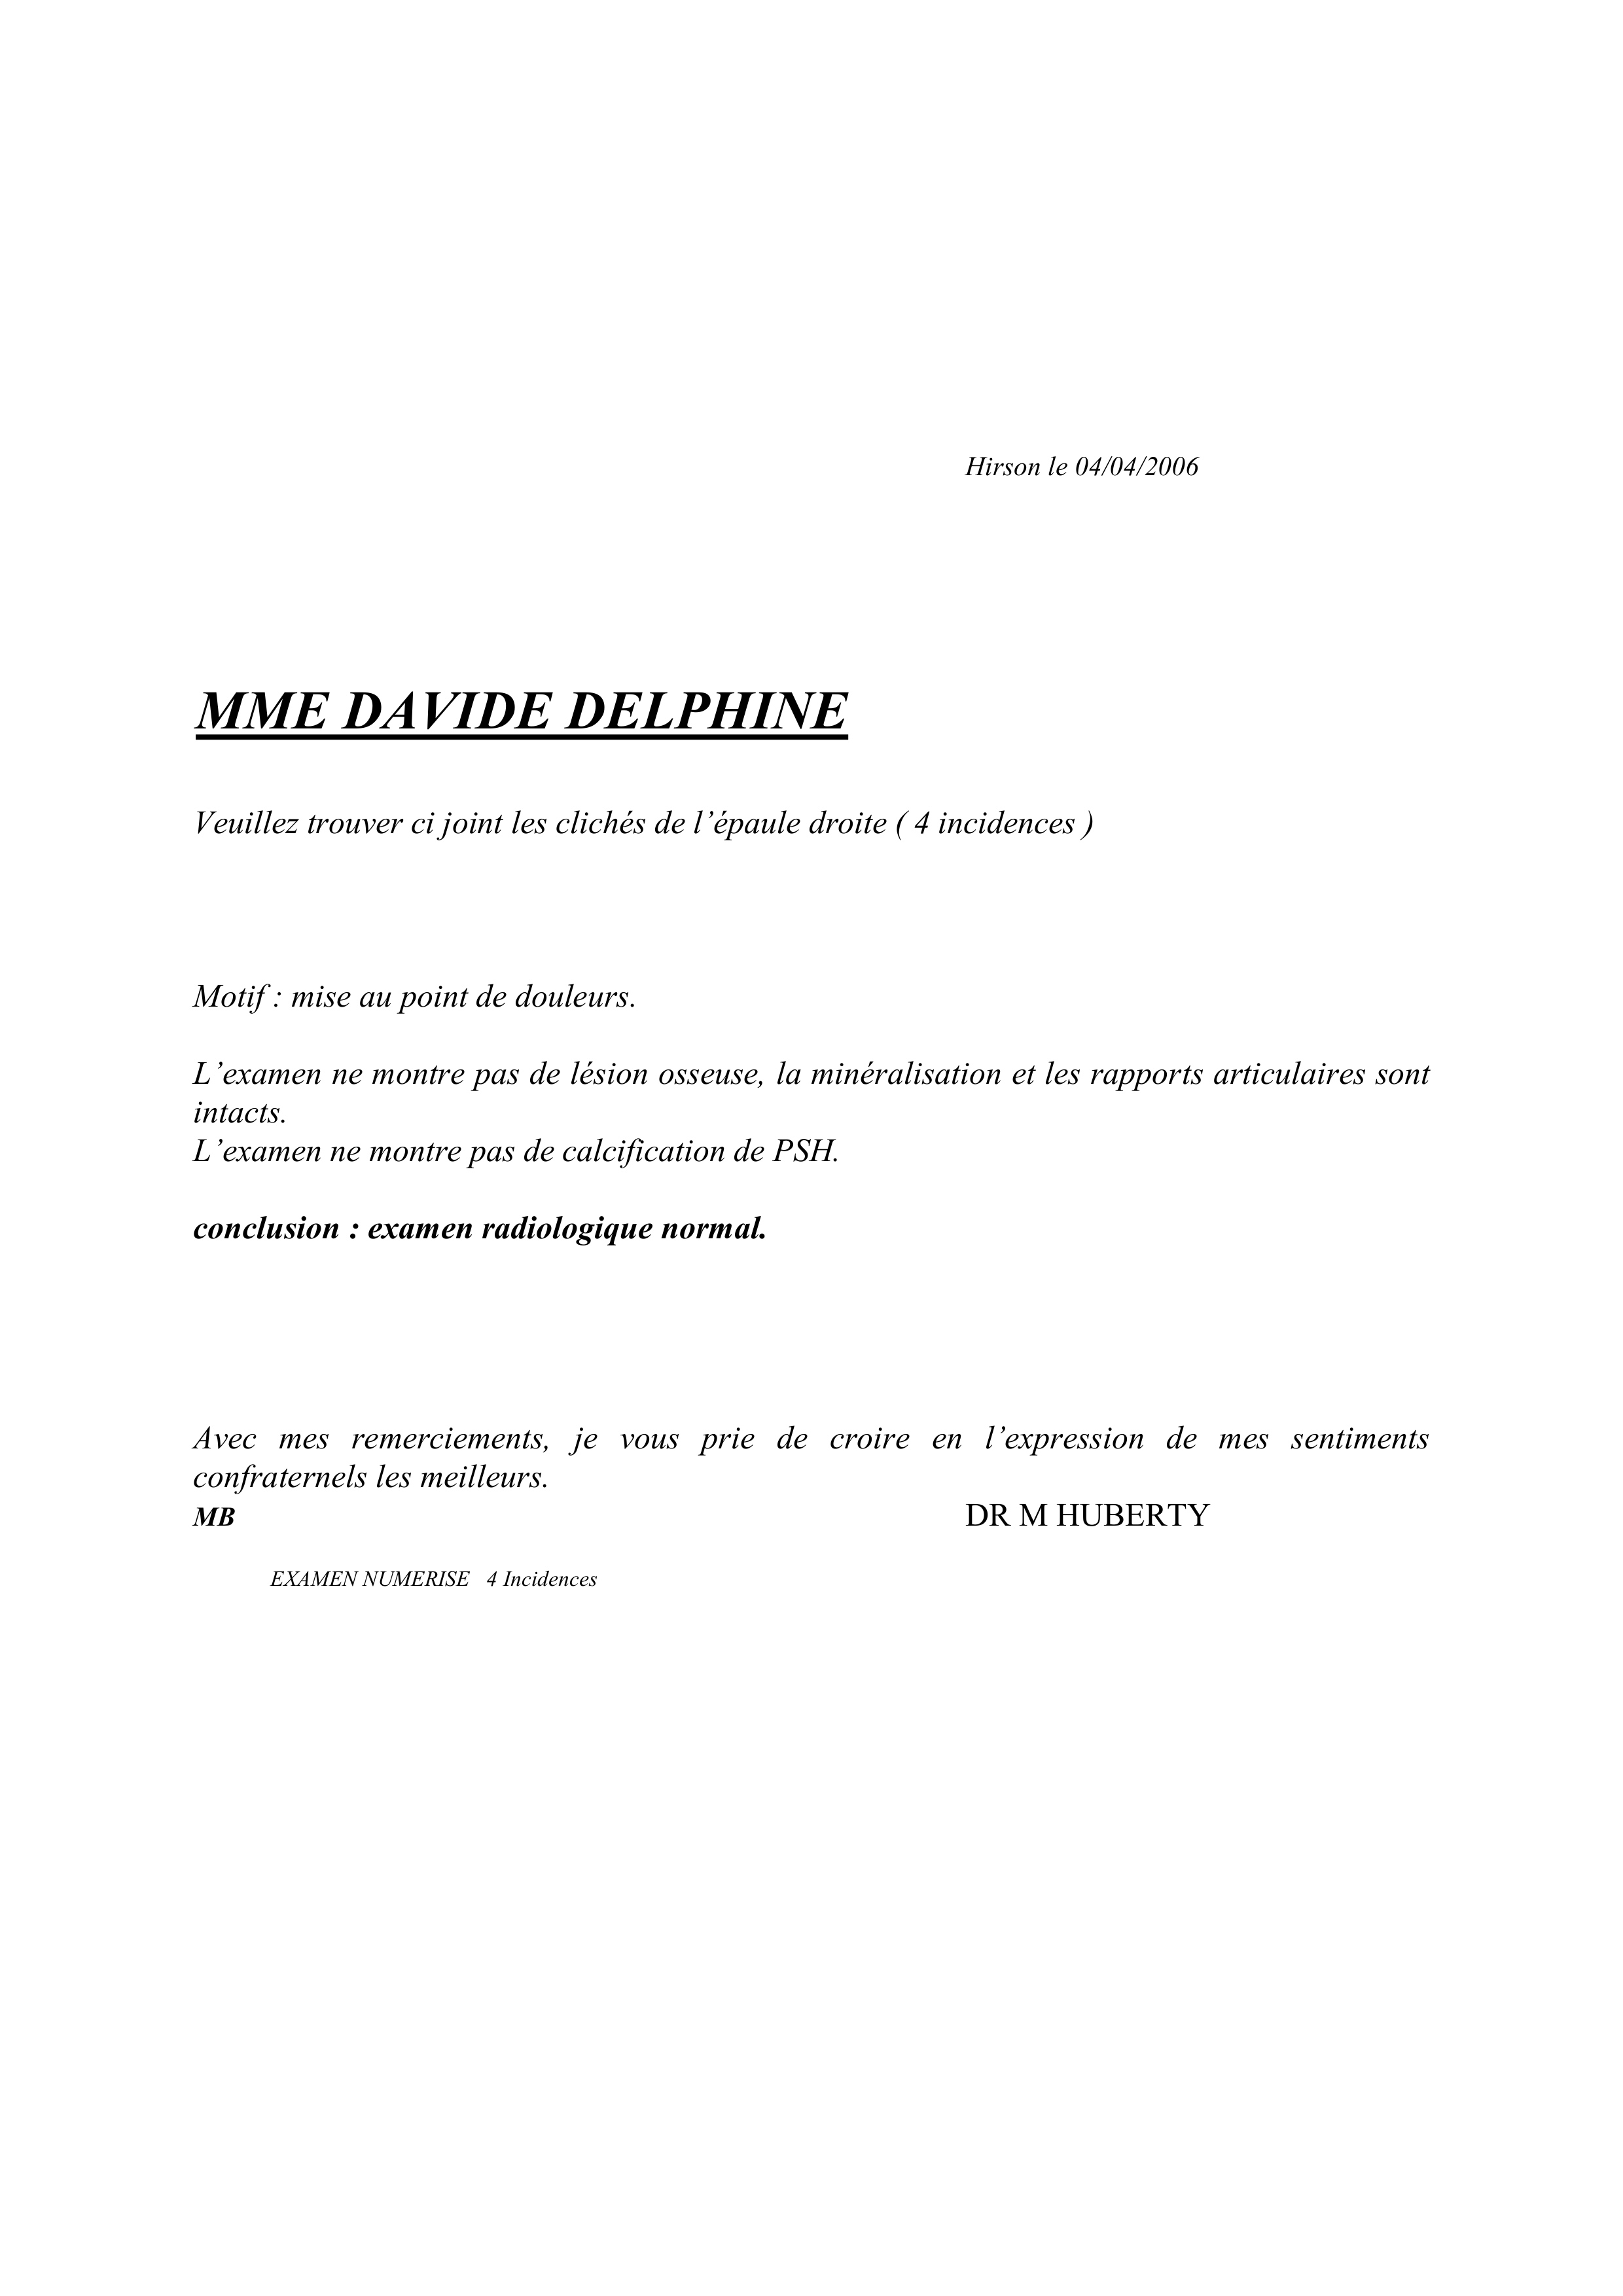 Hirson le 04/04/2006
MME DAVIDE DELPHINE
Veuillez trouver ci joint les clichés de l’épaule droite ( 4 incidences )
Motif : mise au point de douleurs.
L’examen ne montre pas de lésion osseuse, la minéralisation et les rapports articulaires sont
intacts.
L’examen ne montre pas de calcification de PSH.
conclusion : examen radiologique normal.
Avec mes remerciements, je vous prie de croire en l’expression de mes sentiments
confraternels les meilleurs.
MB DR M HUBERTY
EXAMEN NUMERISE 4 Incidences